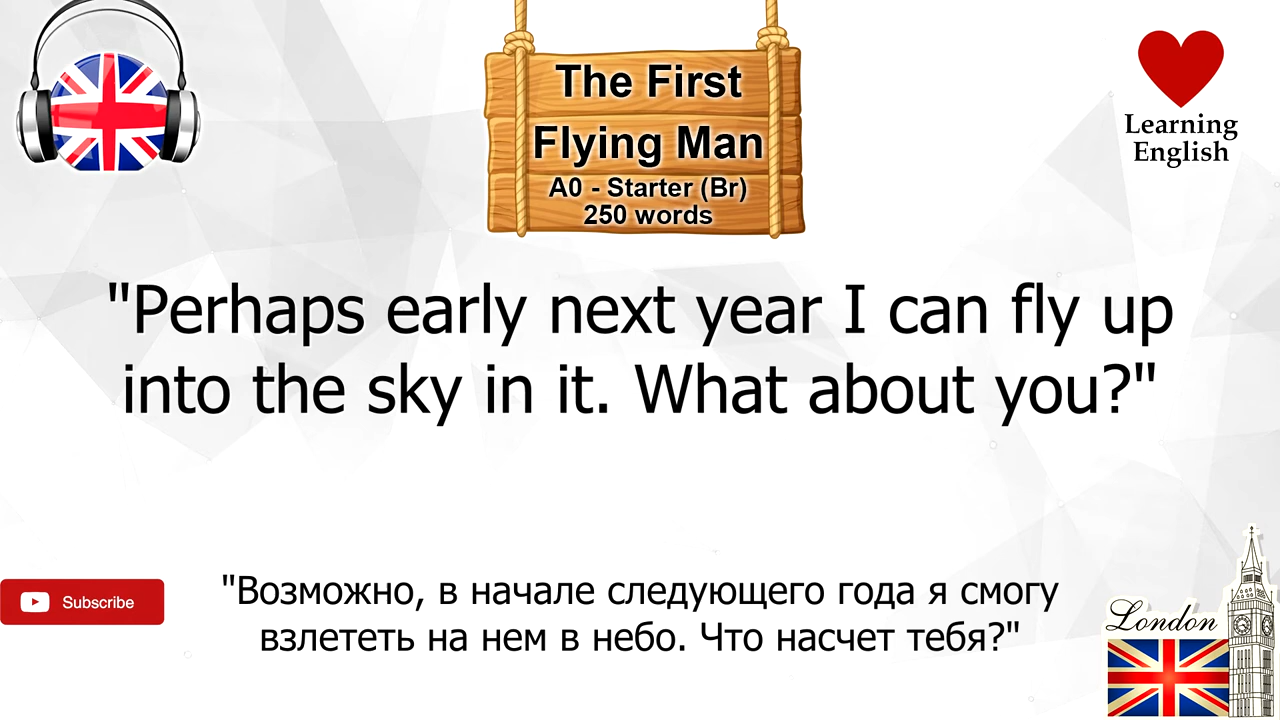 The First
Flying Man
A0 - Starter (Br)
250 words
Learning
English
"Perhaps early next year I can fly up
into the sky in it. What about you?"
"Возможно, в начале следующего года я смогу
взлететь на нем в небо. Что насчет тебя?"
Subscribe
London